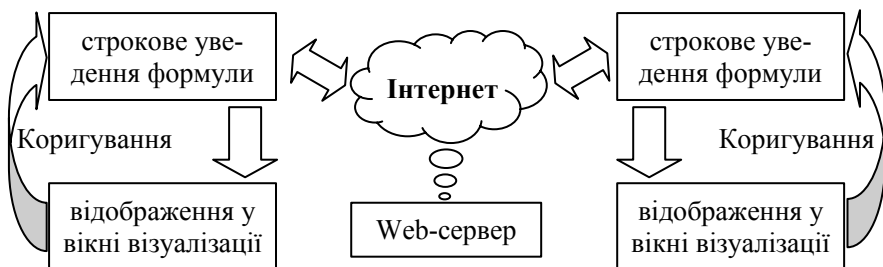 строкове уве-
дення формули
Інтернет
строкове уве-
дення формули
Коригування
Коригування
відображення у
вікні візуалізації
Web-сервер
відображення у
вікні візуалізації